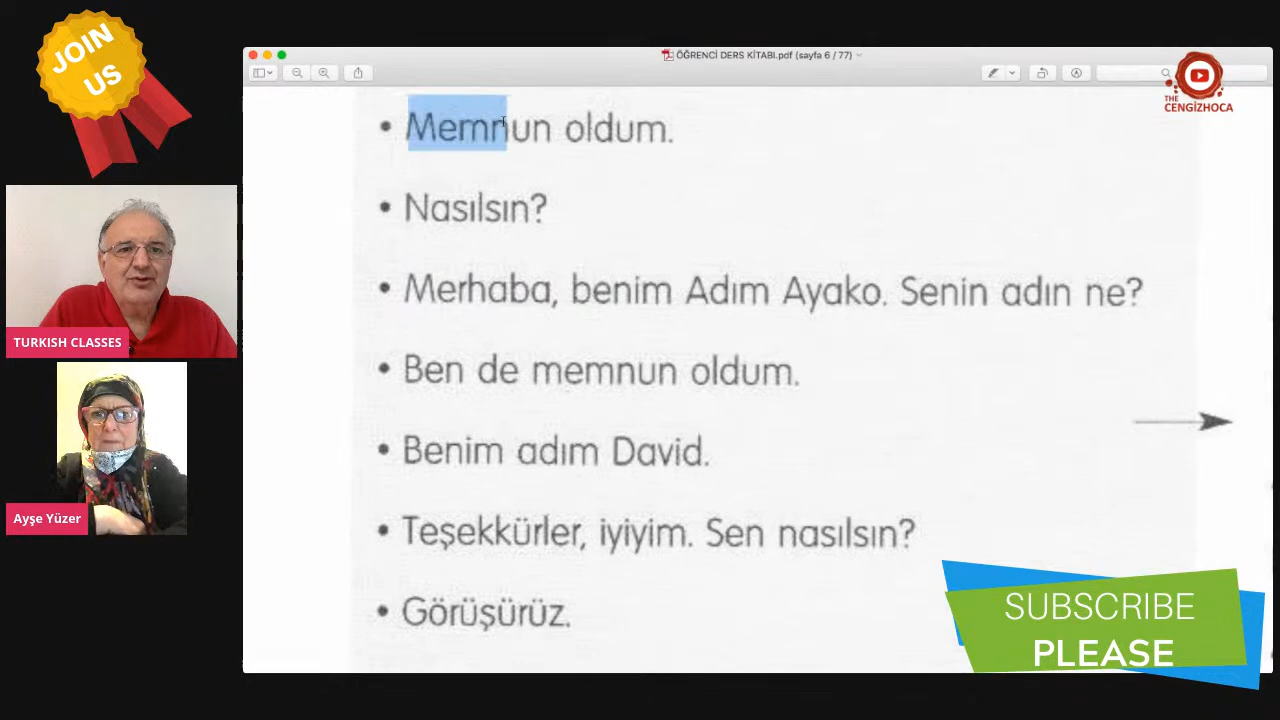 JOIN
US
ÖĞRENCİ DERS KİTABI.pdf (sayfa 6 / 77)
THE
CENGİZHOCA
• Memnun oldum.
• Nasılsın?
• Merhaba, benim Adım Ayako. Senin adın ne?
• Ben de memnun oldum.
• Benim adım David.
• Teşekkürler, iyiyim. Sen nasılsın?
• Görüşürüz.
TURKISH CLASSES
Ayşe Yüzer
SUBSCRIBE
PLEASE